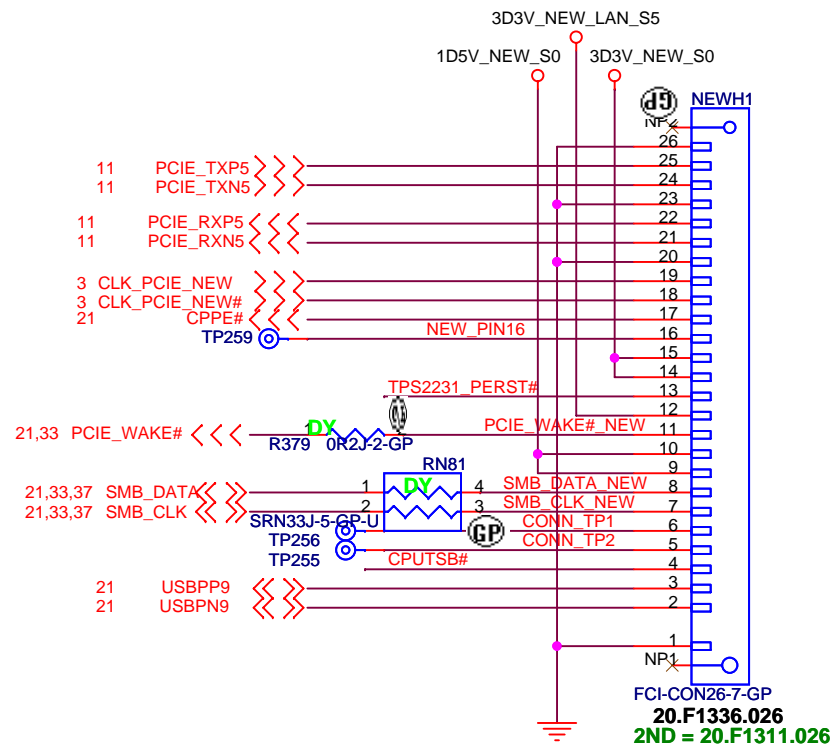 3D3V_NEW_LAN_S5
1D5V_NEW_S0 3D3V_NEW_S0
GP NEWH1
NP2
26
11 PCIE_TXP5 25
11 PCIE_TXN5 24
23
11 PCIE_RXP5 22
11 PCIE_RXN5 21
20
3 CLK_PCIE_NEW 19
3 CLK_PCIE_NEW# 18
21 CPPE# 17
TP259 NEW_PIN16 16
15
14
TPS2231_PERST# 13
12
21,33 PCIE_WAKE# 1 DY PCIE_WAKE#_NEW 11
R379 0R2J-2-GP
10
RN81 9
21,33,37 SMB_DATA 1 DY 4 SMB_DATA_NEW 8
21,33,37 SMB_CLK 2 3 SMB_CLK_NEW 7
SRN33J-5-GP-U GP CONN_TP1 6
TP256 CONN_TP2 5
TP255 CPUTSB# 4
21 USBPP9 3
21 USBPN9 2
1
NP1
FCI-CON26-7-GP
20.F1336.026
2ND = 20.F1311.026